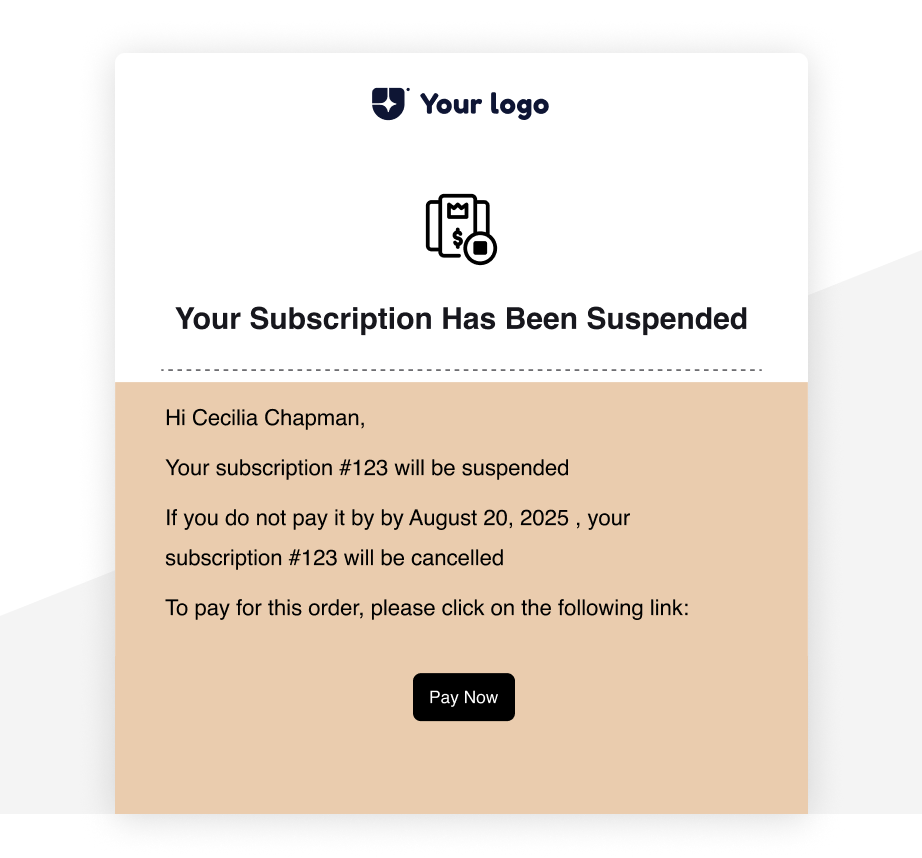 Your logo
$
Your Subscription Has Been Suspended
Hi Cecilia Chapman,
Your subscription #123 will be suspended
If you do not pay it by by August 20, 2025 , your
subscription #123 will be cancelled
To pay for this order, please click on the following link:
Pay Now